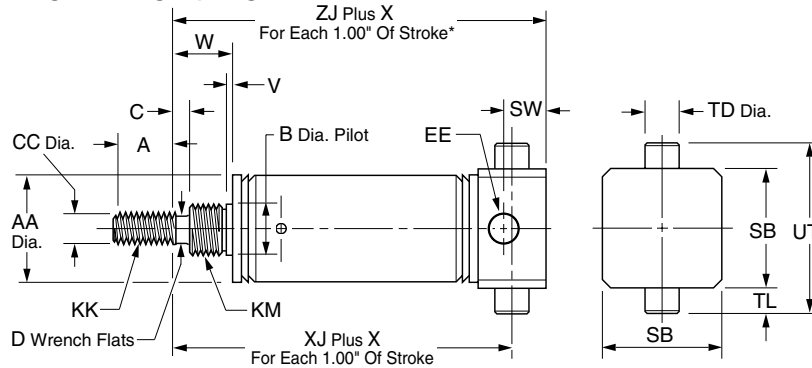 ZJ Plus X
For Each 1.00" Of Stroke*
W
V
C
SW
TD Dia.
B Dia. Pilot
EE
CC Dia.
A
AA
Dia.
SB
UT
TL
KK
KM
D Wrench Flats
SB
XJ Plus X
For Each 1.00" Of Stroke